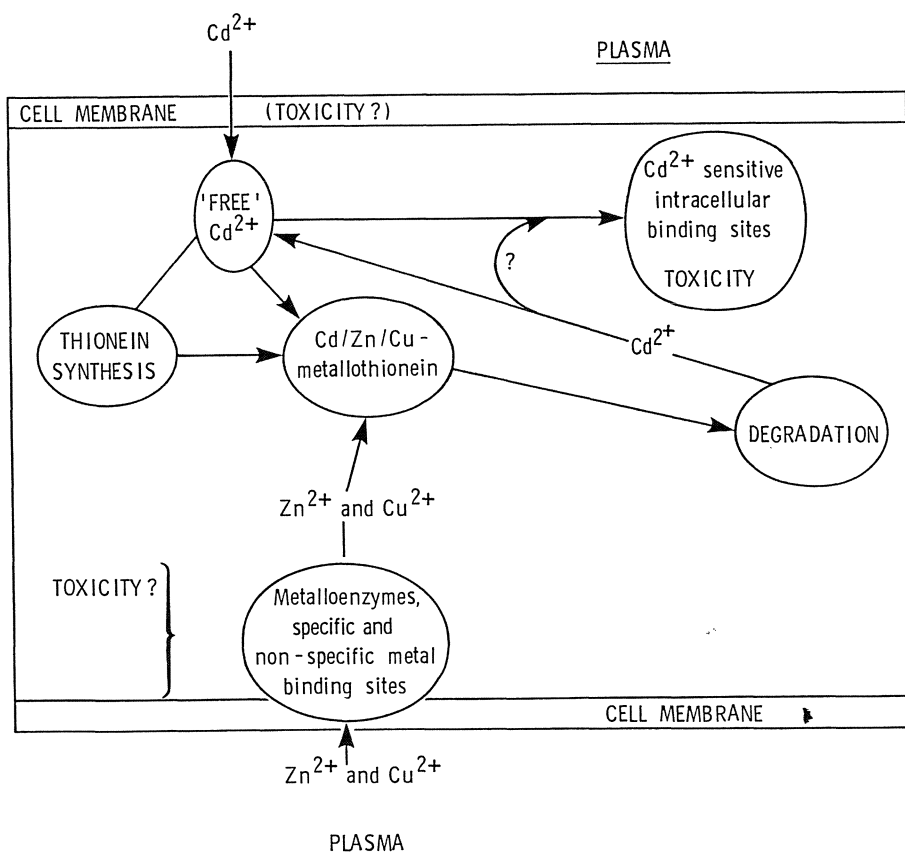 Cd2+
PLASMA
CELL MEMBRANE (TOXICITY?)
'FREE'
Cd2+
Cd2+ sensitive
intracellular
binding sites
TOXICITY
?
THIONEIN
SYNTHESIS
Cd/Zn/Cu-
metallothionein
Cd2+
DEGRADATION
Zn2+ and Cu2+
TOXICITY?
Metalloenzymes,
specific and
non-specific metal
binding sites
CELL MEMBRANE
Zn2+ and Cu2+
PLASMA